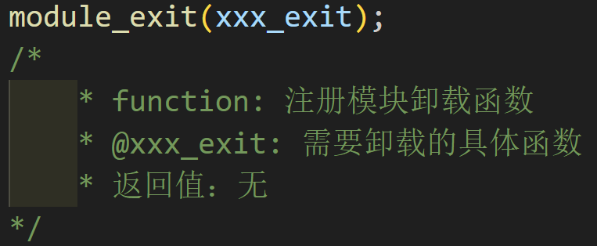 module_exit(xxx_exit);
/*
* function: 注册模块卸载函数
* @xxx_exit: 需要卸载的具体函数
* 返回值：无
*/